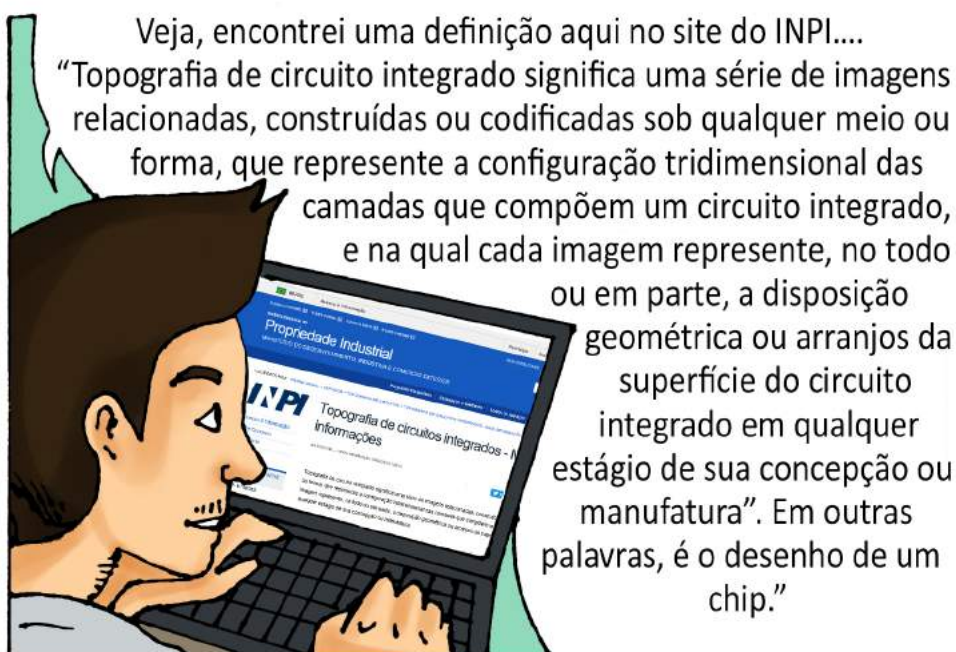 Veja, encontrei uma definição aqui no site do INPI....
“Topografia de circuito integrado significa uma série de imagens
relacionadas, construídas ou codificadas sob qualquer meio ou
forma, que represente a configuração tridimensional das
camadas que compõem um circuito integrado,
e na qual cada imagem represente, no todo
ou em parte, a disposição
geométrica ou arranjos da
superfície do circuito
integrado em qualquer
estágio de sua concepção ou
manufatura”. Em outras
palavras, é o desenho de um
chip.”
BRASIL
Propriedade Industrial
INPI
Topografia de circuitos integrados -
informações